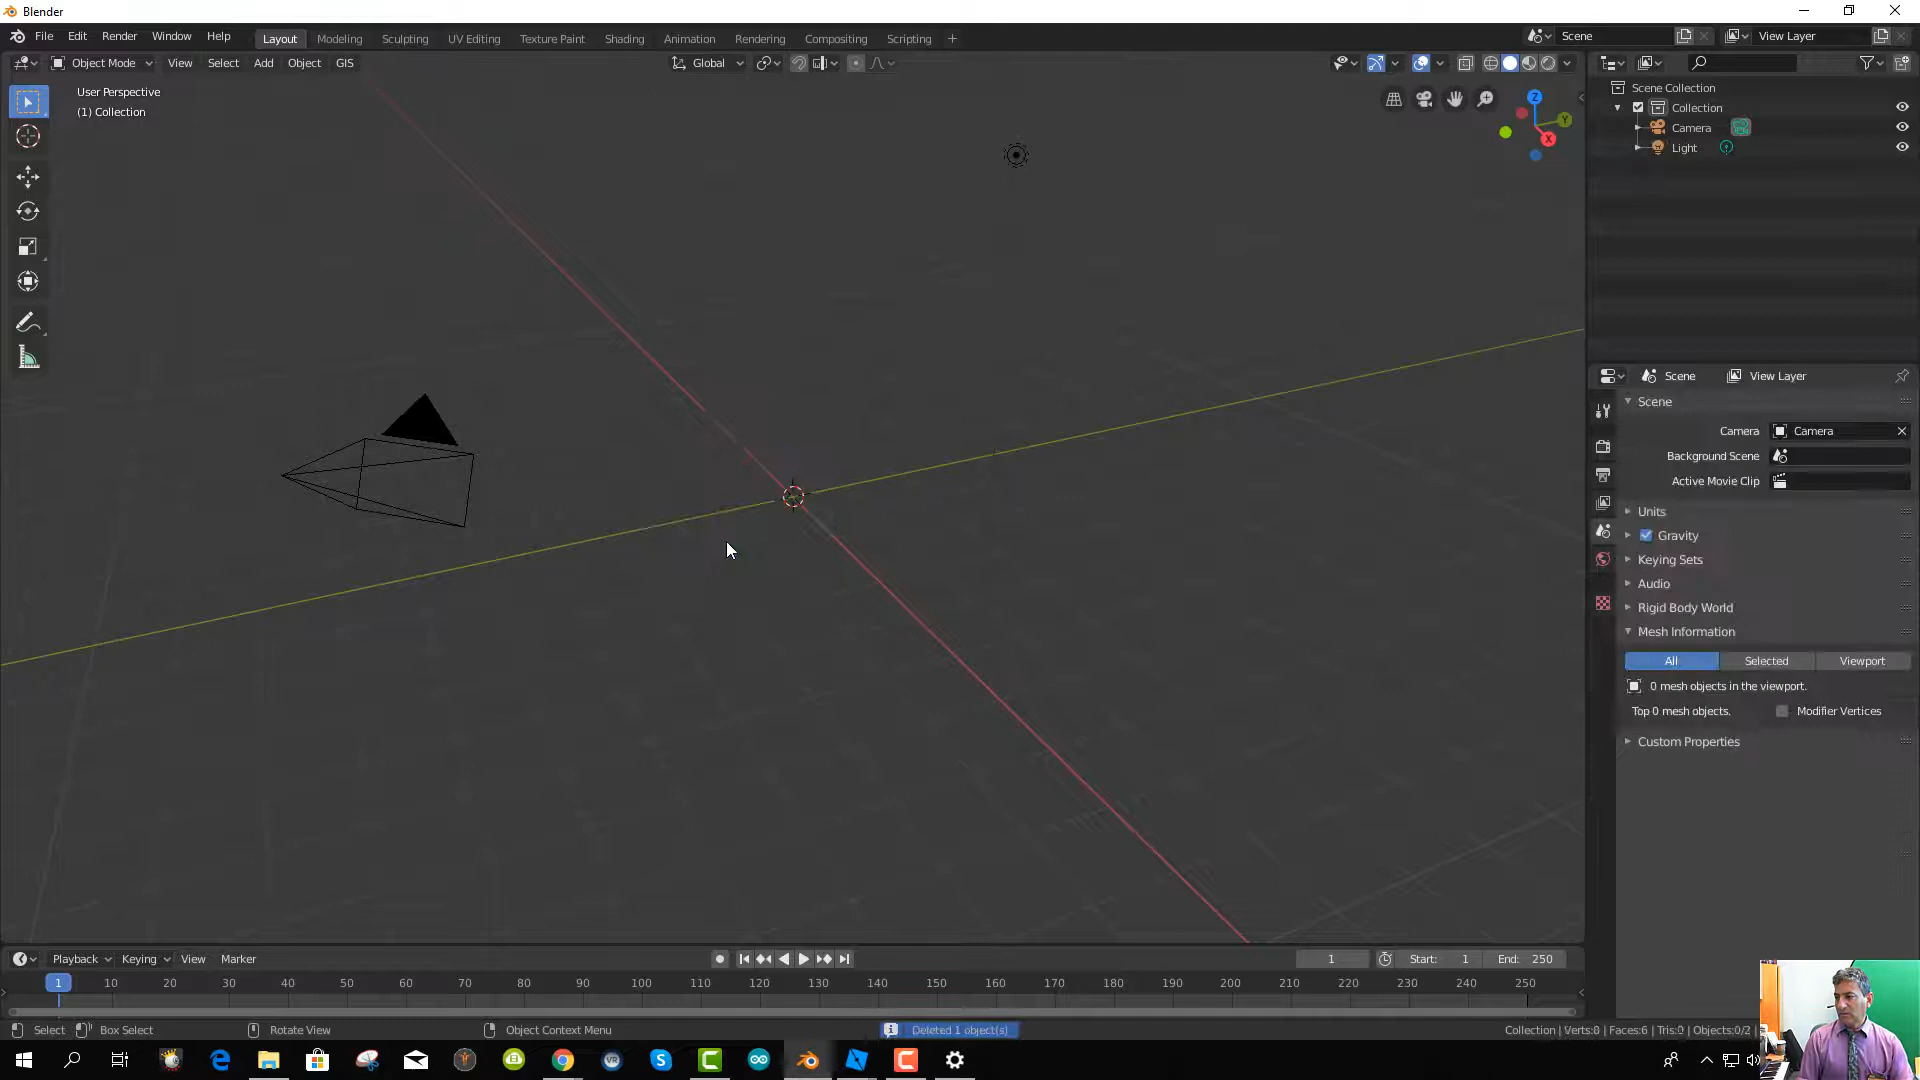 Blender
File Edit Render Window Help Layout Modeling Sculpting UV Editing Texture Paint Shading Animation Rendering Compositing Scripting + Scene View Layer
Object Mode View Select Add Object GIS Global
User Perspective
(1) Collection
Z
Y
X
Scene Collection
Collection
Camera
Light
Scene View Layer
Scene
Camera Camera
Background Scene
Active Movie Clip
Units
Gravity
Keying Sets
Audio
Rigid Body World
Mesh Information
All Selected Viewport
0 mesh objects in the viewport.
Top 0 mesh objects. Modifier Vertices
Custom Properties
Playback Keying View Marker 1 Start: 1 End: 250
1 10 20 30 40 50 60 70 80 90 100 110 120 130 140 150 160 170 180 190 200 210 220 230 240 250
Select Box Select Rotate View Object Context Menu Deleted 1 object(s) Collection | Verts:8 | Faces:6 | Tris:0 | Objects:0/2